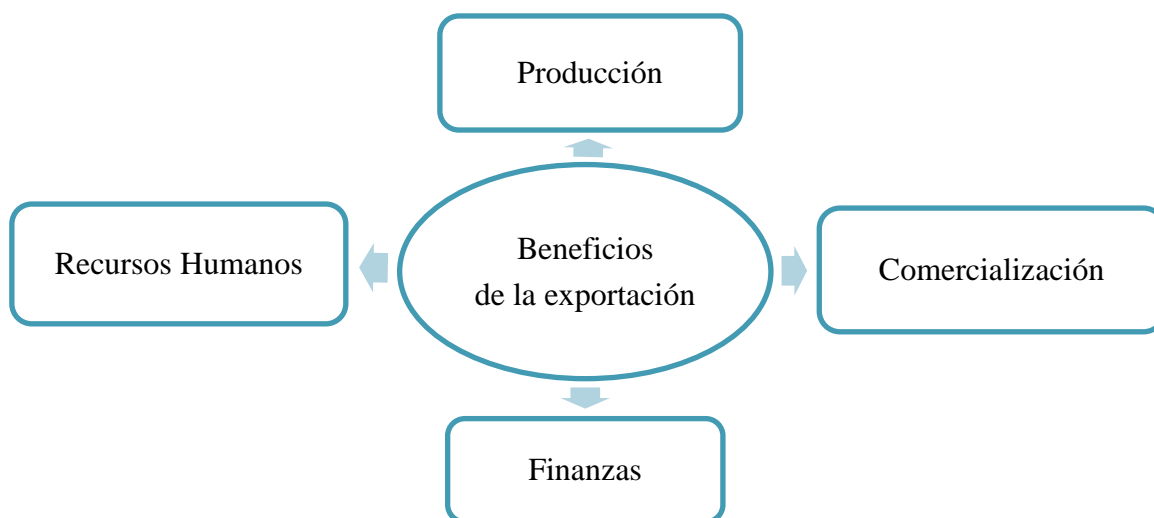 Producción
Recursos Humanos
Beneficios
de la exportación
Comercialización
Finanzas